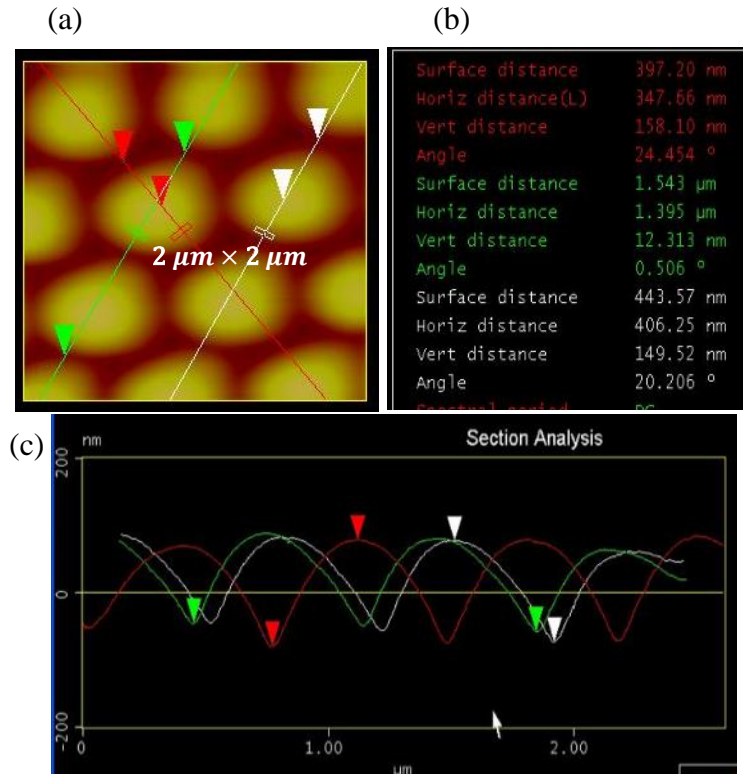 (a)
(b)
2 μm × 2 μm
Surface distance 397.20 nm
Horiz distance(L) 347.66 nm
Vert distance 158.10 nm
Angle 24.454 °
Surface distance 1.543 μm
Horiz distance 1.395 μm
Vert distance 12.313 nm
Angle 0.506 °
Surface distance 443.57 nm
Horiz distance 406.25 nm
Vert distance 149.52 nm
Angle 20.206 °
Spectral period DC
(c)
nm
Section Analysis
200
0
-200
0 1.00 2.00
μm